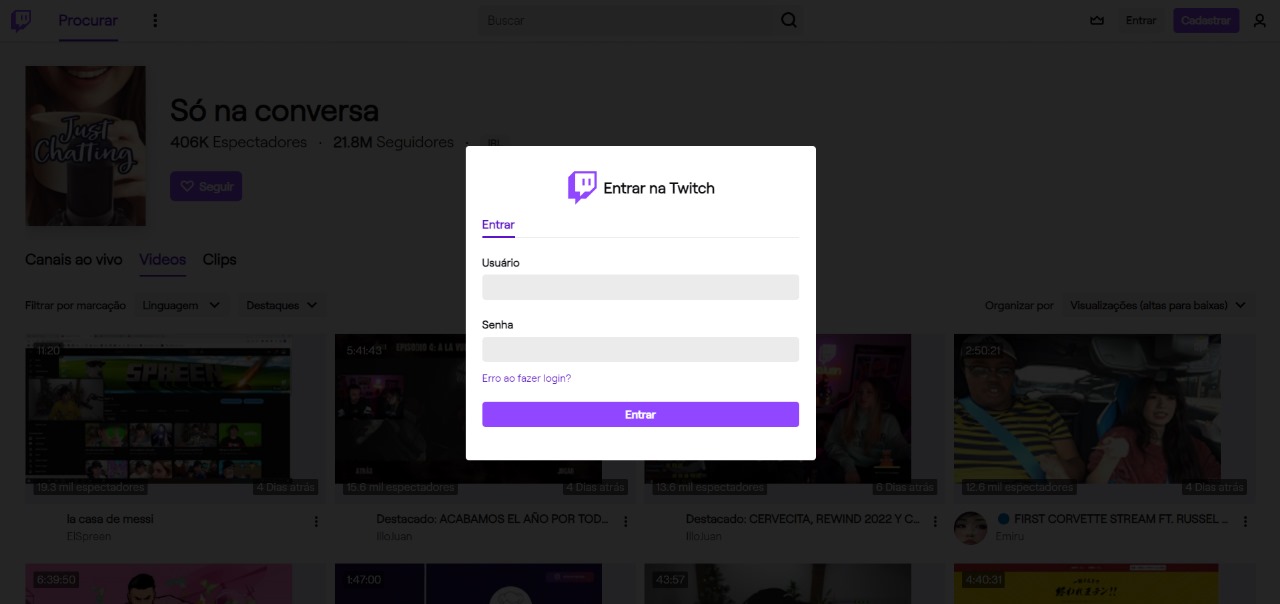 Procurar
Buscar
Entrar
Cadastrar
Just
Chatting
Só na conversa
406K Espectadores · 21.8M Seguidores · IRL
Seguir
Entrar na Twitch
Entrar
Usuário
Senha
Erro ao fazer login?
Entrar
Canais ao vivo
Vídeos
Clips
Filtrar por marcação
Linguagem
Destaques
Organizar por
Visualizações (altas para baixas)
11:20
SPREEN
19.3 mil espectadores
4 Dias atrás
5:41:43
15.6 mil espectadores
4 Dias atrás
13.6 mil espectadores
6 Dias atrás
2:50:21
12.6 mil espectadores
4 Dias atrás
la casa de messi
ElSpreen
Destacado: ACABAMOS EL AÑO POR TOD...
IlloJuan
Destacado: CERVECITA, REWIND 2022 Y C...
IlloJuan
FIRST CORVETTE STREAM FT. RUSSEL ...
Emiru
6:39:50
1:47:00
43:57
4:40:31